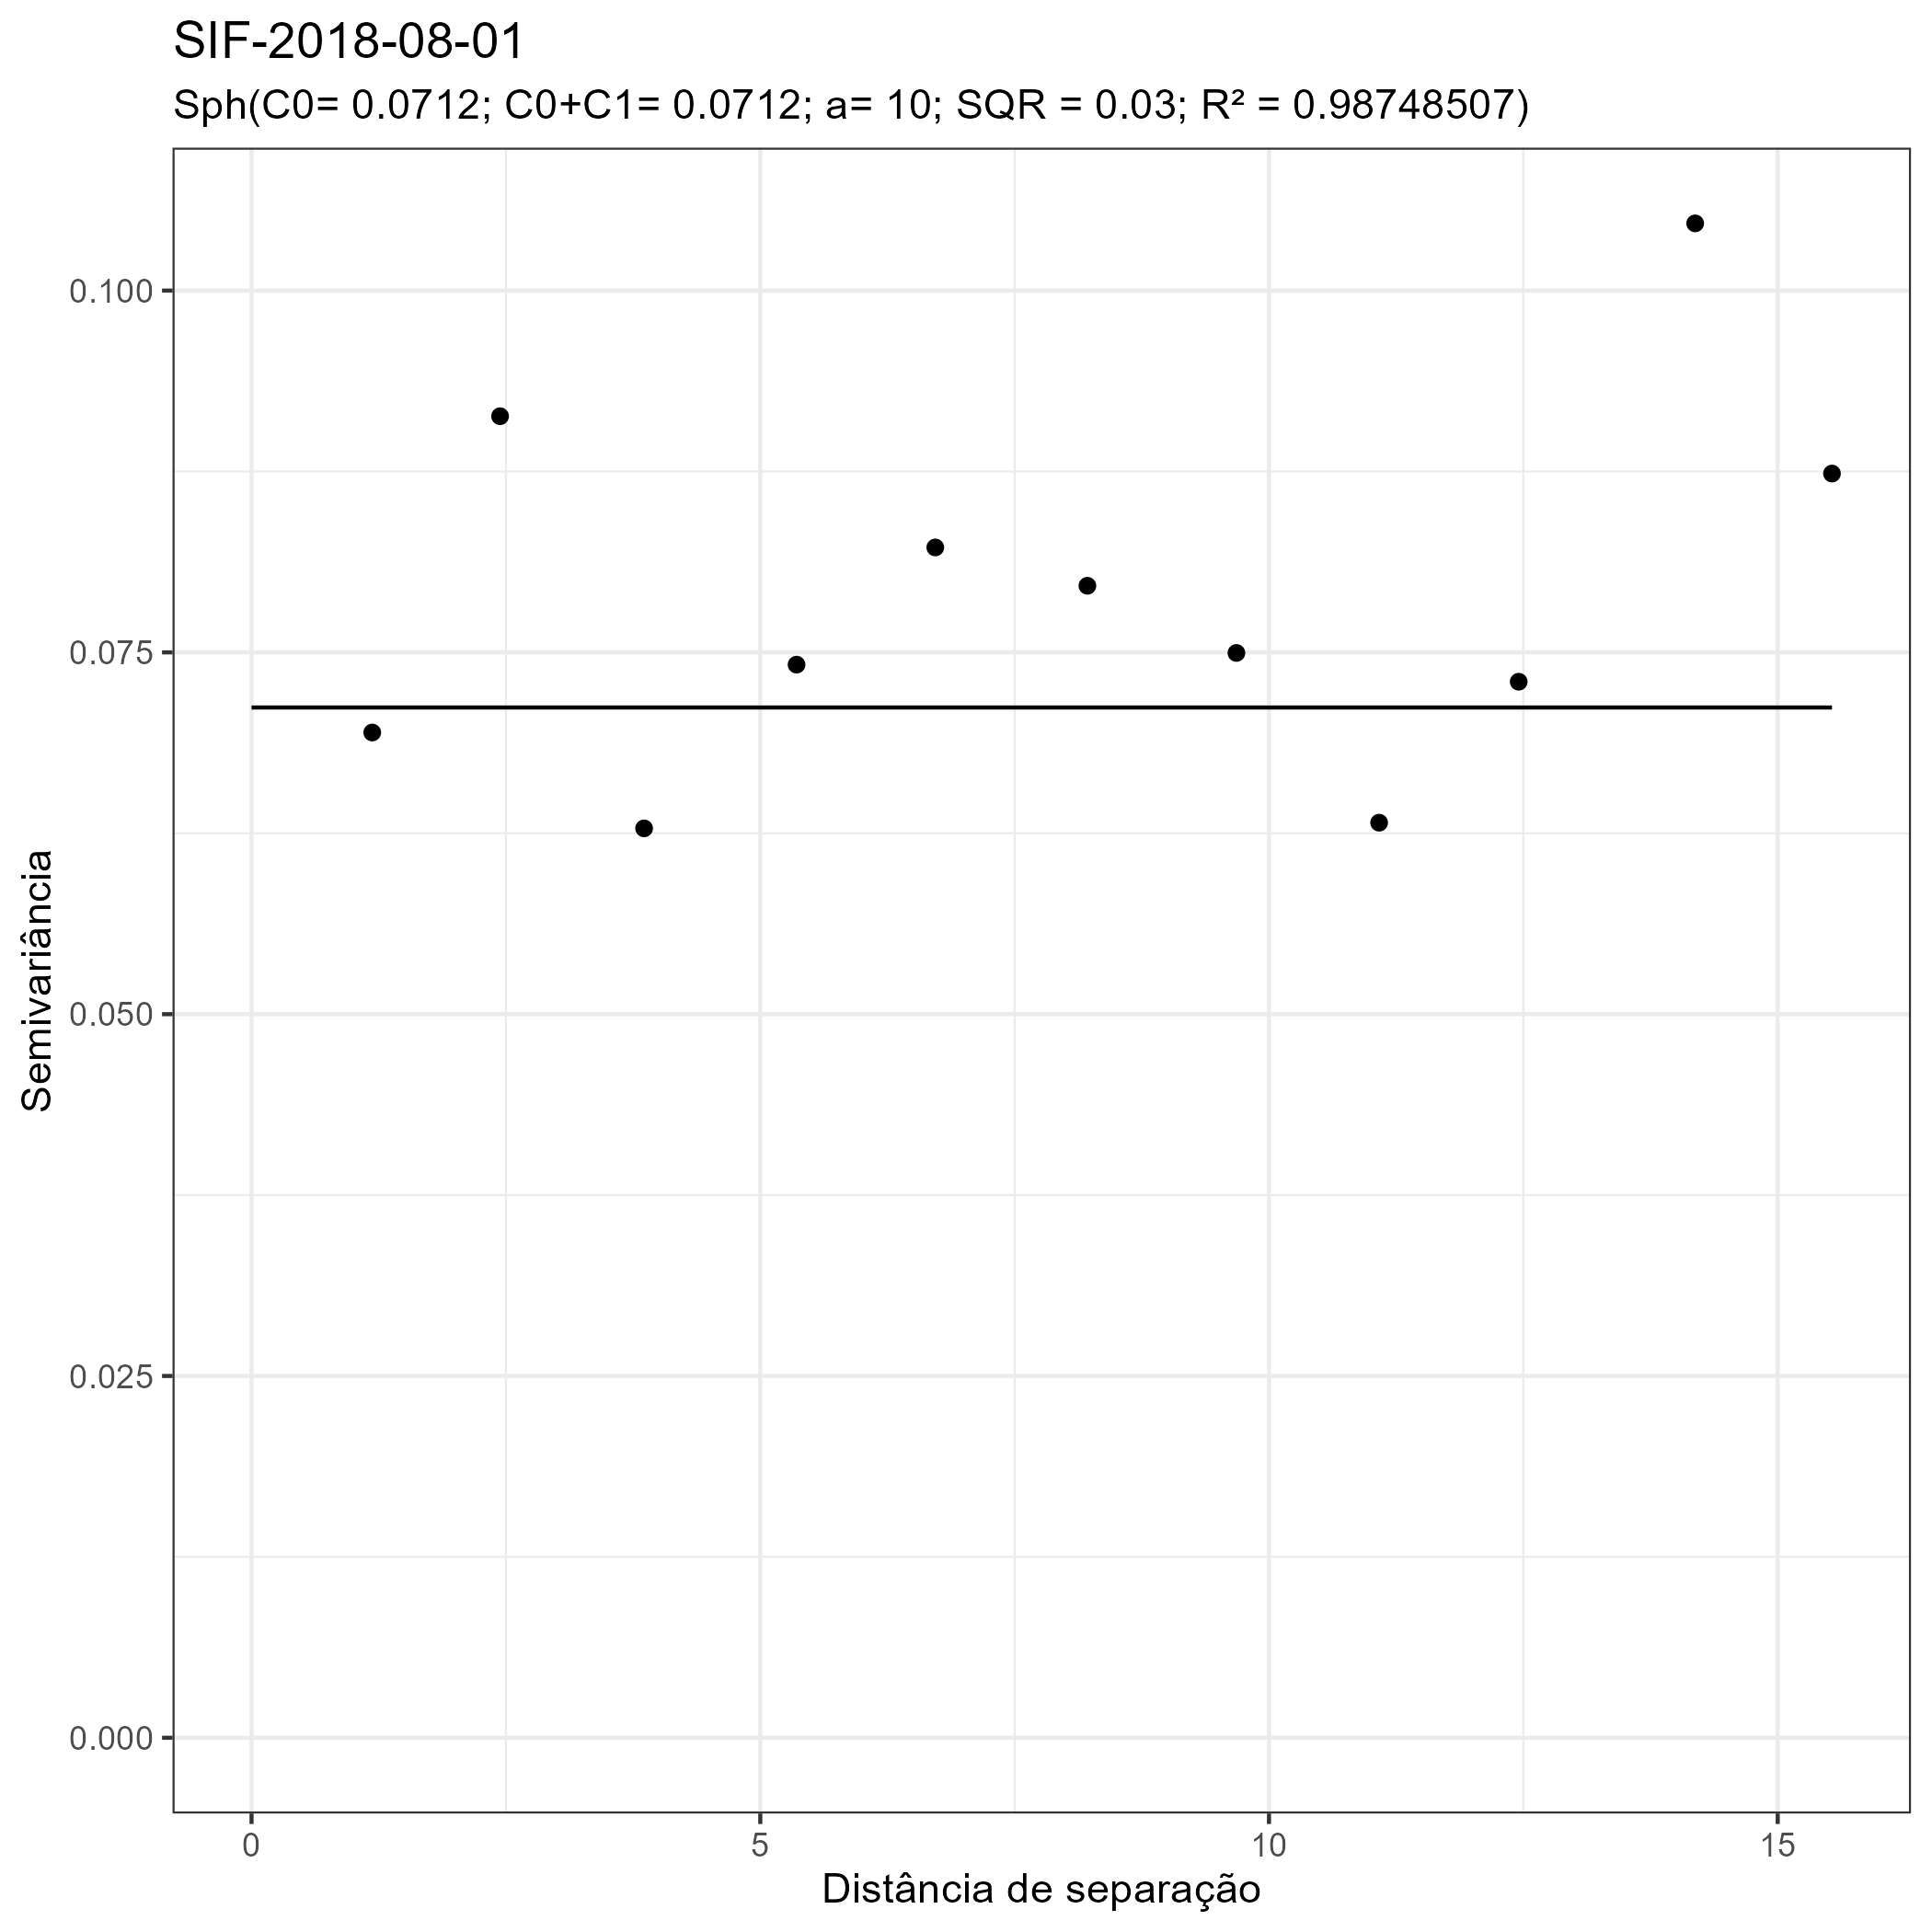 SIF-2018-08-01
Sph(C0= 0.0712; C0+C1= 0.0712; a= 10; SQR = 0.03; R² = 0.98748507)
Semivariância
0.100
0.075
0.050
0.025
0.000
0 5 10 15
Distância de separação